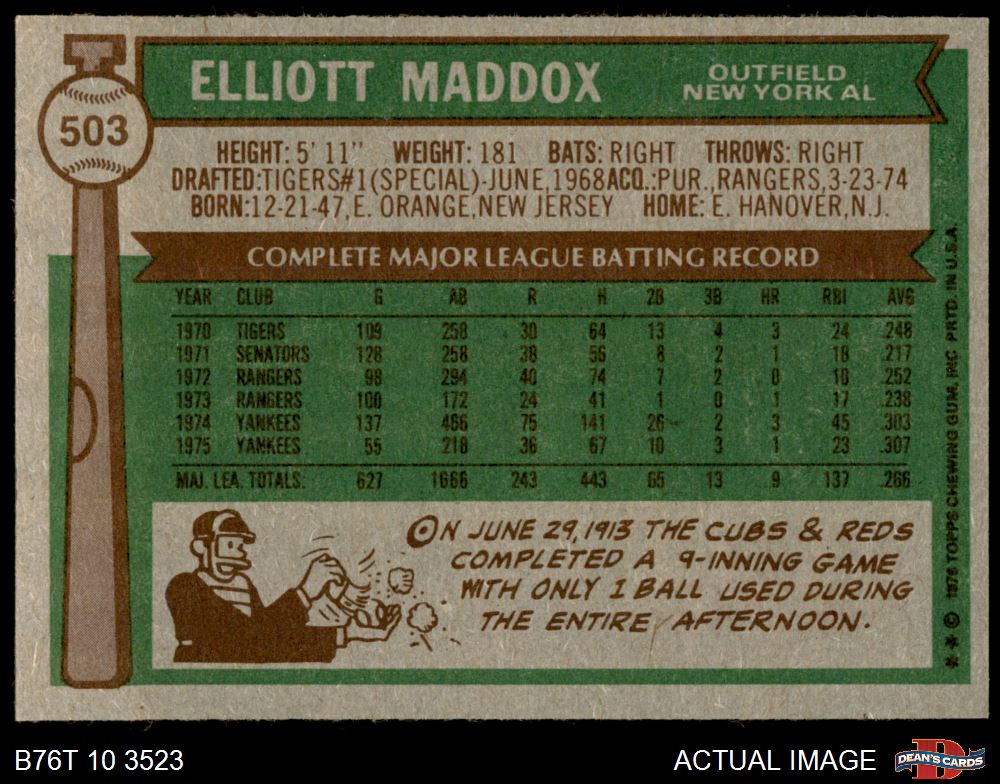 503
ELLIOTT MADDOX
OUTFIELD
NEW YORK AL
HEIGHT: 5' 11" WEIGHT: 181 BATS: RIGHT THROWS: RIGHT
DRAFTED:TIGERS#1(SPECIAL)-JUNE,1968ACQ.:PUR.,RANGERS,3-23-74
BORN:12-21-47,E. ORANGE,NEW JERSEY HOME: E. HANOVER,N.J.
COMPLETE MAJOR LEAGUE BATTING RECORD
YEAR CLUB G AB R H 2B 3B HR RBI AVG
1970 TIGERS 109 258 30 64 13 4 3 24 .248
1971 SENATORS 128 258 38 56 8 2 1 18 .217
1972 RANGERS 98 294 40 74 7 2 0 10 .252
1973 RANGERS 100 172 24 41 1 0 1 17 .238
1974 YANKEES 137 466 75 141 26 2 3 45 .303
1975 YANKEES 55 218 36 67 10 3 1 23 .307
MAJ. LEA. TOTALS: 627 1666 243 443 65 13 9 137 .266
ON JUNE 29, 1913 THE CUBS & REDS
COMPLETED A 9-INNING GAME
WITH ONLY 1 BALL USED DURING
THE ENTIRE AFTERNOON.
* * © 1976 TOPPS CHEWING GUM, INC PRTD. IN U.S.A.
B76T 10 3523
ACTUAL IMAGE
D
DEAN'S CARDS